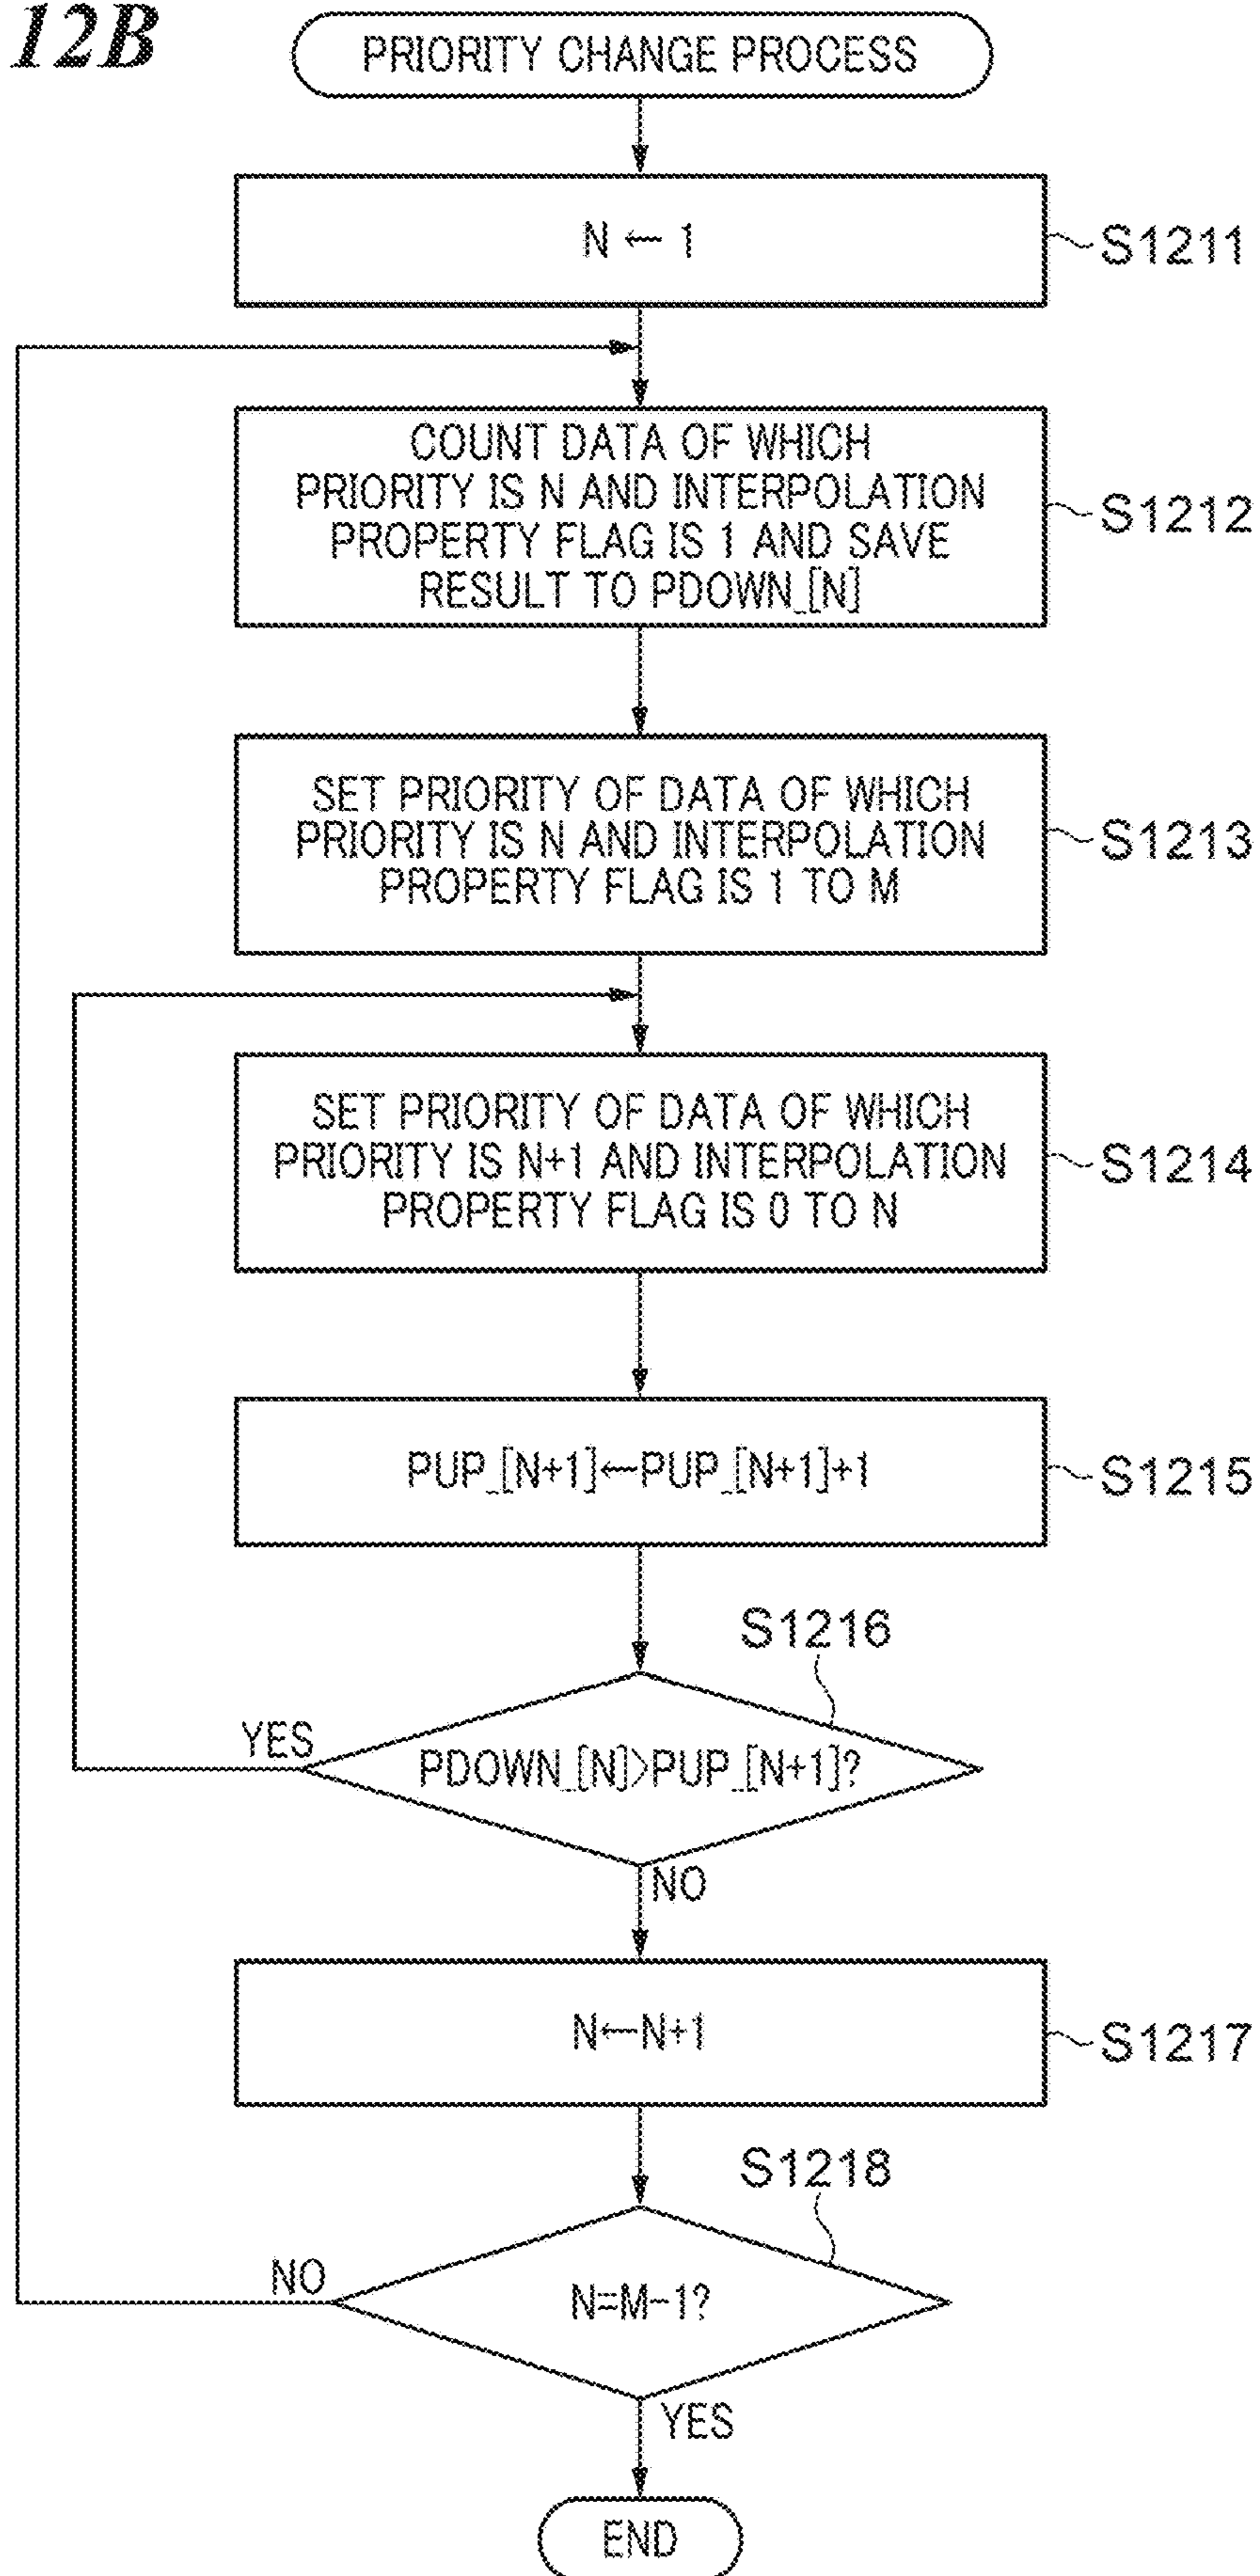 12B
PRIORITY CHANGE PROCESS
N ← 1
S1211
COUNT DATA OF WHICH
PRIORITY IS N AND INTERPOLATION
PROPERTY FLAG IS 1 AND SAVE
RESULT TO PDOWN_[N]
S1212
SET PRIORITY OF DATA OF WHICH
PRIORITY IS N AND INTERPOLATION
PROPERTY FLAG IS 1 TO M
S1213
SET PRIORITY OF DATA OF WHICH
PRIORITY IS N+1 AND INTERPOLATION
PROPERTY FLAG IS 0 TO N
S1214
PUP_[N+1]←PUP_[N+1]+1
S1215
S1216
YES
PDOWN_[N]>PUP_[N+1]?
NO
N←N+1
S1217
S1218
NO
N=M-1?
YES
END